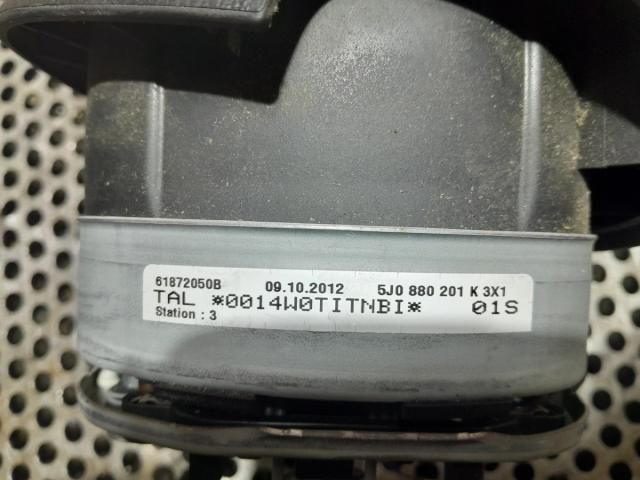 61872050B 09.10.2012 5J0 880 201 K 3X1
TAL *0014W0TITNBI* 01S
Station : 3